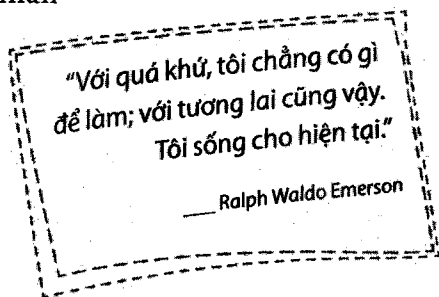 “Với quá khứ, tôi chẳng có gì
để làm; với tương lai cũng vậy.
Tôi sống cho hiện tại.”
___ Ralph Waldo Emerson